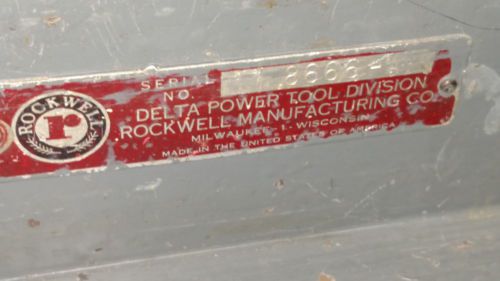 SERIAL
NO.
DELTA POWER TOOL DIVISION
ROCKWELL MANUFACTURING CO.
MILWAUKEE - 1 - WISCONSIN
MADE IN THE UNITED STATES OF AMERICA
ROCKWELL
r